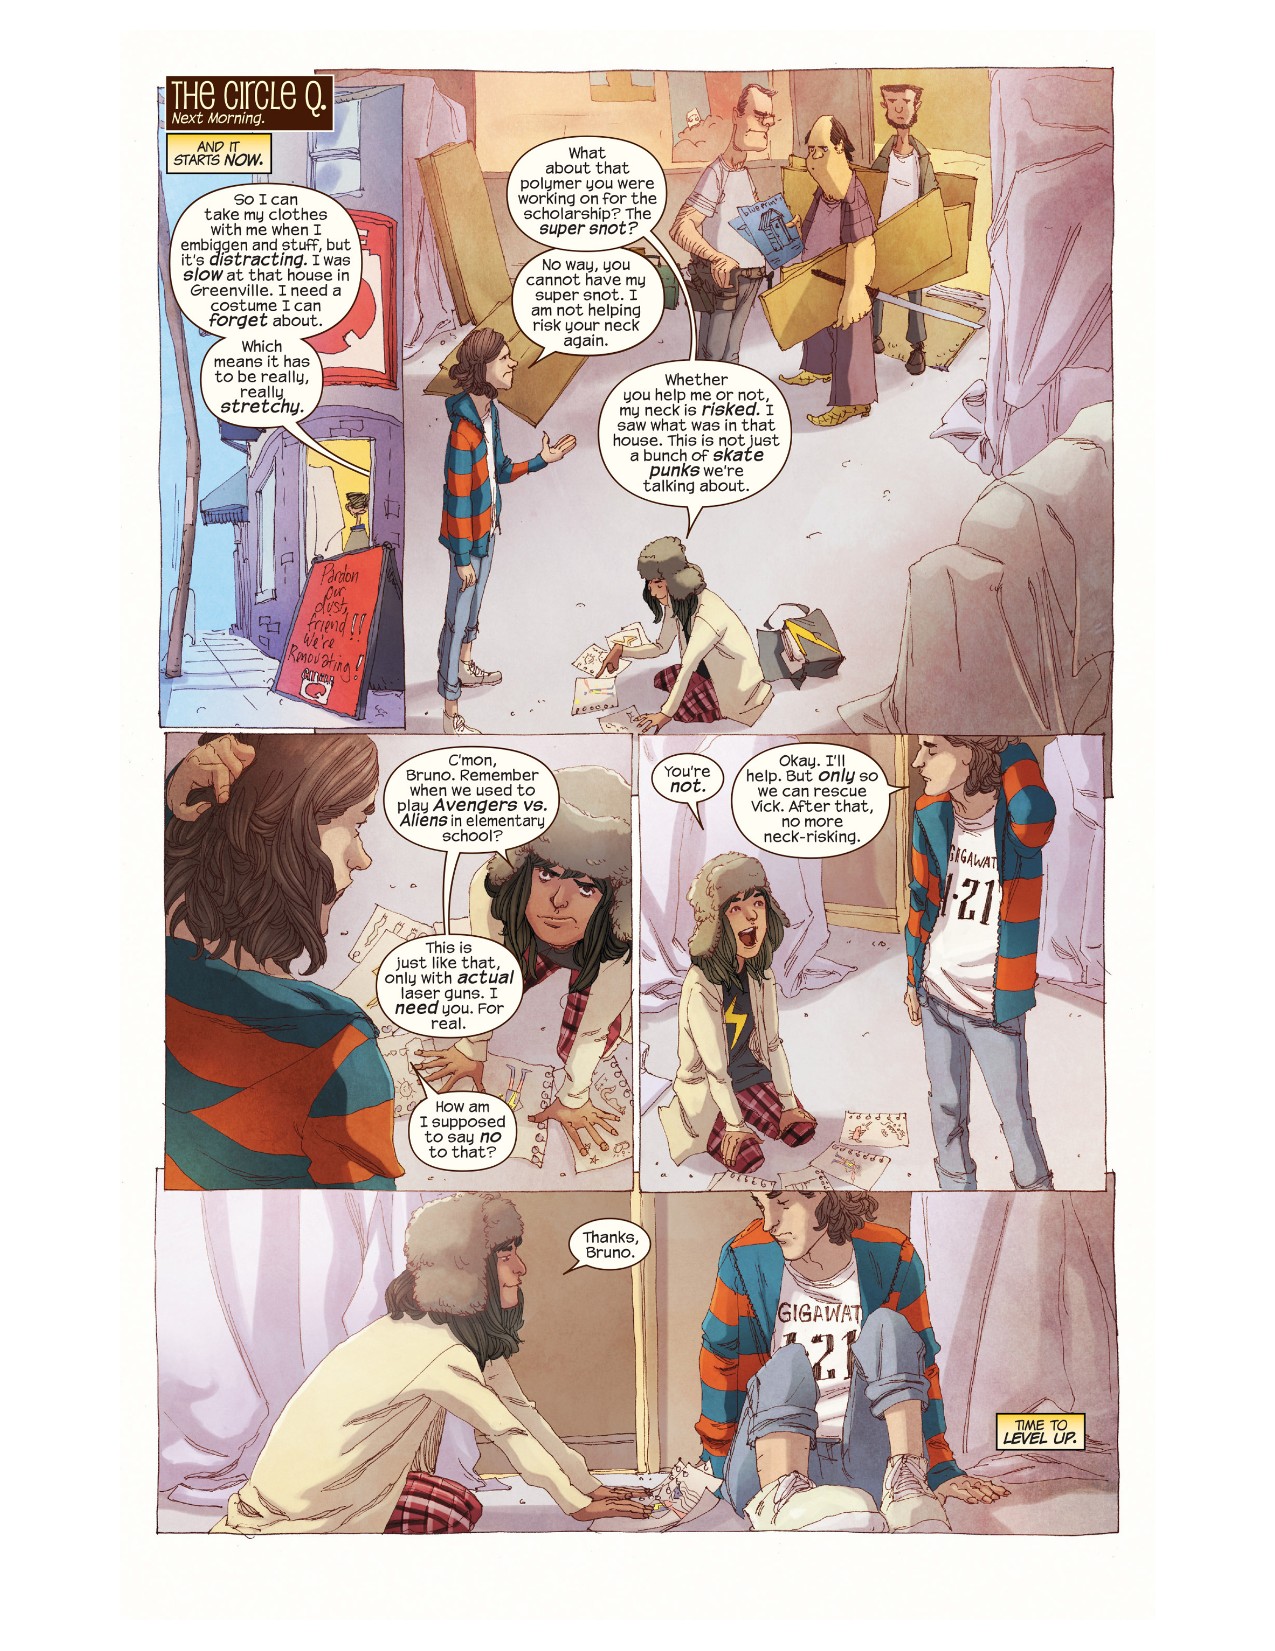 THE CIRCLE Q.
Next Morning.
AND IT
STARTS NOW.
So I can
take my clothes
with me when I
embiggen and stuff, but
it's distracting. I was
slow at that house in
Greenville. I need a
costume I can
forget about.
Which
means it has
to be really,
really
stretchy.
Pardon
our
dust,
friend!!
We're
Renovating!
What
about that
polymer you were
working on for the
scholarship? The
super snot?
No way, you
cannot have my
super snot. I
am not helping
risk your neck
again.
blueprint
Whether
you help me or not,
my neck is risked. I
saw what was in that
house. This is not just
a bunch of skate
punks we're
talking about.
C'mon,
Bruno. Remember
when we used to
play Avengers vs.
Aliens in elementary
school?
This is
just like that,
only with actual
laser guns. I
need you. For
real.
How am
I supposed
to say no
to that?
You're
not.
Okay. I'll
help. But only so
we can rescue
Vick. After that,
no more
neck-risking.
GIGAWAT
1-21
Thanks,
Bruno.
GIGAWAT
1-21
TIME TO
LEVEL UP.